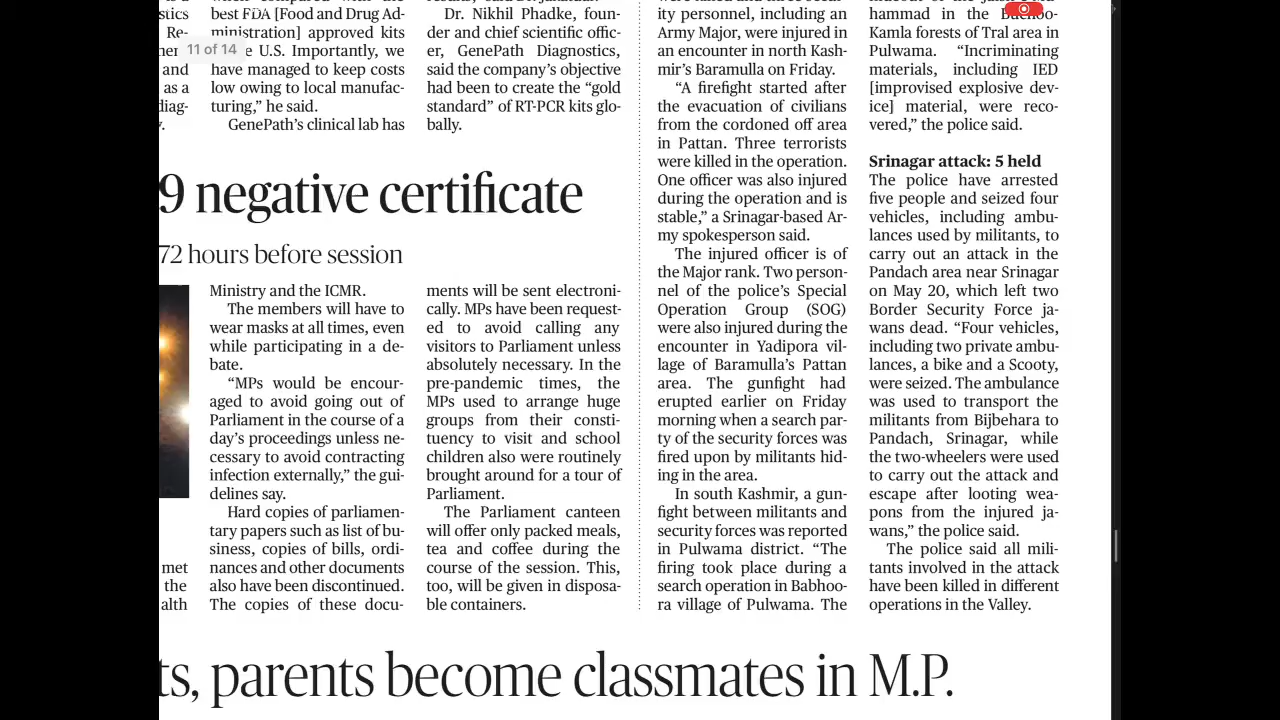 stics
Re-
and
as a
diag-
best FDA [Food and Drug Ad-
ministration] approved kits
11 of 14
e U.S. Importantly, we
have managed to keep costs
low owing to local manufac-
turing,” he said.
GenePath’s clinical lab has
Dr. Nikhil Phadke, foun-
der and chief scientific offic-
er, GenePath Diagnostics,
said the company’s objective
had been to create the “gold
standard” of RT-PCR kits glo-
bally.
9 negative certificate
72 hours before session
met
the
alth
Ministry and the ICMR.
The members will have to
wear masks at all times, even
while participating in a de-
bate.
“MPs would be encour-
aged to avoid going out of
Parliament in the course of a
day’s proceedings unless ne-
cessary to avoid contracting
infection externally,” the gui-
delines say.
Hard copies of parliamen-
tary papers such as list of bu-
siness, copies of bills, ordi-
nances and other documents
also have been discontinued.
The copies of these docu-
ments will be sent electroni-
cally. MPs have been request-
ed to avoid calling any
visitors to Parliament unless
absolutely necessary. In the
pre-pandemic times, the
MPs used to arrange huge
groups from their consti-
tuency to visit and school
children also were routinely
brought around for a tour of
Parliament.
The Parliament canteen
will offer only packed meals,
tea and coffee during the
course of the session. This,
too, will be given in disposa-
ble containers.
ity personnel, including an
Army Major, were injured in
an encounter in north Kash-
mir’s Baramulla on Friday.
“A firefight started after
the evacuation of civilians
from the cordoned off area
in Pattan. Three terrorists
were killed in the operation.
One officer was also injured
during the operation and is
stable,” a Srinagar-based Ar-
my spokesperson said.
The injured officer is of
the Major rank. Two person-
nel of the police’s Special
Operation Group (SOG)
were also injured during the
encounter in Yadipora vil-
lage of Baramulla’s Pattan
area. The gunfight had
erupted earlier on Friday
morning when a search par-
ty of the security forces was
fired upon by militants hid-
ing in the area.
In south Kashmir, a gun-
fight between militants and
security forces was reported
in Pulwama district. “The
firing took place during a
search operation in Babhoo-
ra village of Pulwama. The
hammad in the
Kamla forests of Tral area in
Pulwama. “Incriminating
materials, including IED
[improvised explosive dev-
ice] material, were reco-
vered,” the police said.
Srinagar attack: 5 held
The police have arrested
five people and seized four
vehicles, including ambu-
lances used by militants, to
carry out an attack in the
Pandach area near Srinagar
on May 20, which left two
Border Security Force ja-
wans dead. “Four vehicles,
including two private ambu-
lances, a bike and a Scooty,
were seized. The ambulance
was used to transport the
militants from Bijbehara to
Pandach, Srinagar, while
the two-wheelers were used
to carry out the attack and
escape after looting wea-
pons from the injured ja-
wans,” the police said.
The police said all mili-
tants involved in the attack
have been killed in different
operations in the Valley.
ts, parents become classmates in M.P.